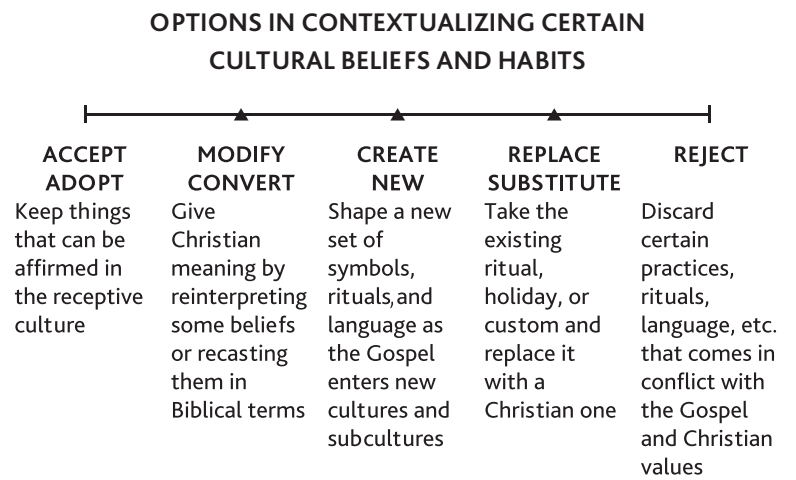 OPTIONS IN CONTEXTUALIZING CERTAIN
CULTURAL BELIEFS AND HABITS
ACCEPT
ADOPT
Keep things
that can be
affirmed in
the receptive
culture
MODIFY
CONVERT
Give
Christian
meaning by
reinterpreting
some beliefs
or recasting
them in
Biblical terms
CREATE
NEW
Shape a new
set of
symbols,
rituals,and
language as
the Gospel
enters new
cultures and
subcultures
REPLACE
SUBSTITUTE
Take the
existing
ritual,
holiday, or
custom and
replace it
with a
Christian one
REJECT
Discard
certain
practices,
rituals,
language, etc.
that comes in
conflict with
the Gospel
and Christian
values